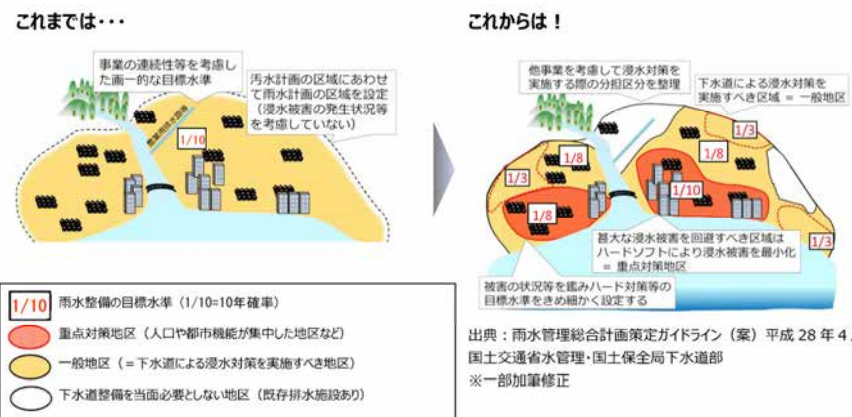 これまでは・・・
事業の連続性等を考慮し
た画一的な目標水準
汚水計画の区域にあわせ
て雨水計画の区域を設定
（浸水被害の発生状況等
を考慮していない）
農業用排水路等
1/10
これからは！
他事業を考慮して浸水対策を
実施する際の分担区分を整理
下水道による浸水対策を
実施すべき区域 ＝ 一般地区
1/3
1/8
1/8
1/3
1/10
1/8
1/3
甚大な浸水被害を回避すべき区域は
ハードソフトにより浸水被害を最小化
＝ 重点対策地区
被害の状況等を鑑みハード対策等の
目標水準をきめ細かく設定する
1/10 雨水整備の目標水準（1/10=10年確率）
重点対策地区（人口や都市機能が集中した地区など）
一般地区（＝下水道による浸水対策を実施すべき地区）
下水道整備を当面必要としない地区（既存排水施設あり）
出典：雨水管理総合計画策定ガイドライン（案）平成 28 年 4
国土交通省水管理・国土保全局下水道部
※一部加筆修正